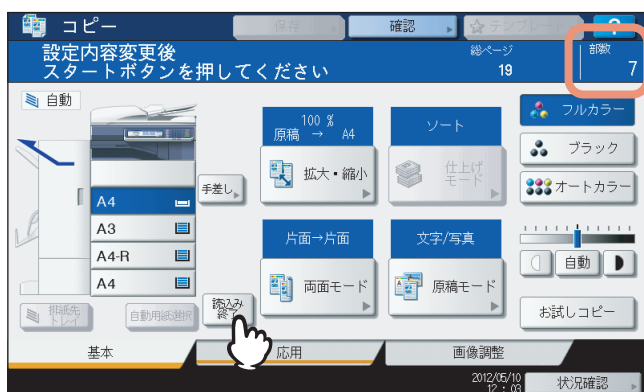 コピー
保存
確認
テンプレート
?
設定内容変更後
スタートボタンを押してください
総ページ
19
部数
7
自動
手差し
A4
A3
A4-R
A4
排紙先
トレイ
自動用紙選択
読込み
終了
100 %
原稿 → A4
拡大・縮小
ソート
仕上げ
モード
片面→片面
両面モード
文字/写真
原稿モード
フルカラー
ブラック
オートカラー
自動
お試しコピー
基本
応用
画像調整
2012/05/10
12 : 03
状況確認